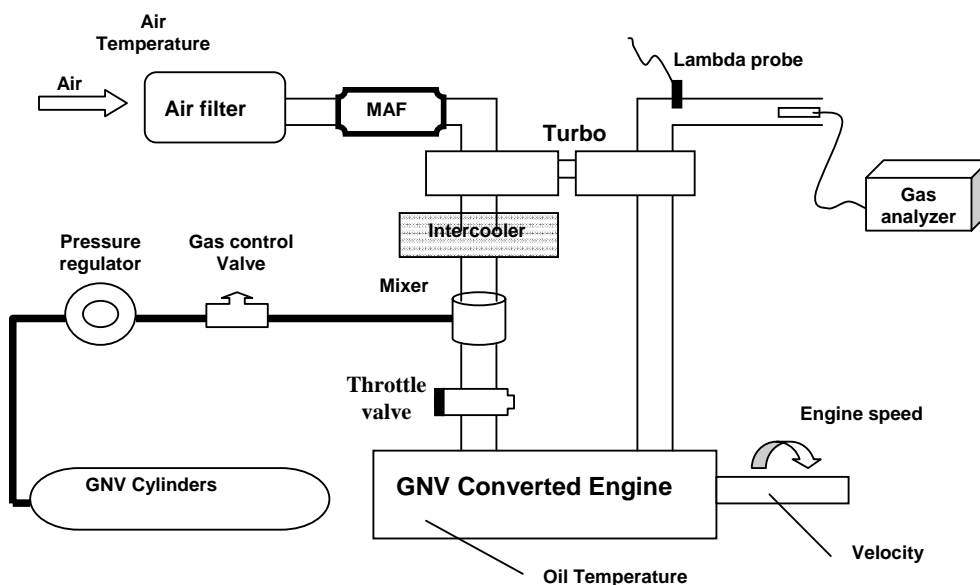 Air
Temperature
Air
Air filter
MAF
Lambda probe
Turbo
Gas
analyzer
Intercooler
Pressure
regulator
Gas control
Valve
Mixer
Throttle
valve
Engine speed
GNV Cylinders
GNV Converted Engine
Velocity
Oil Temperature